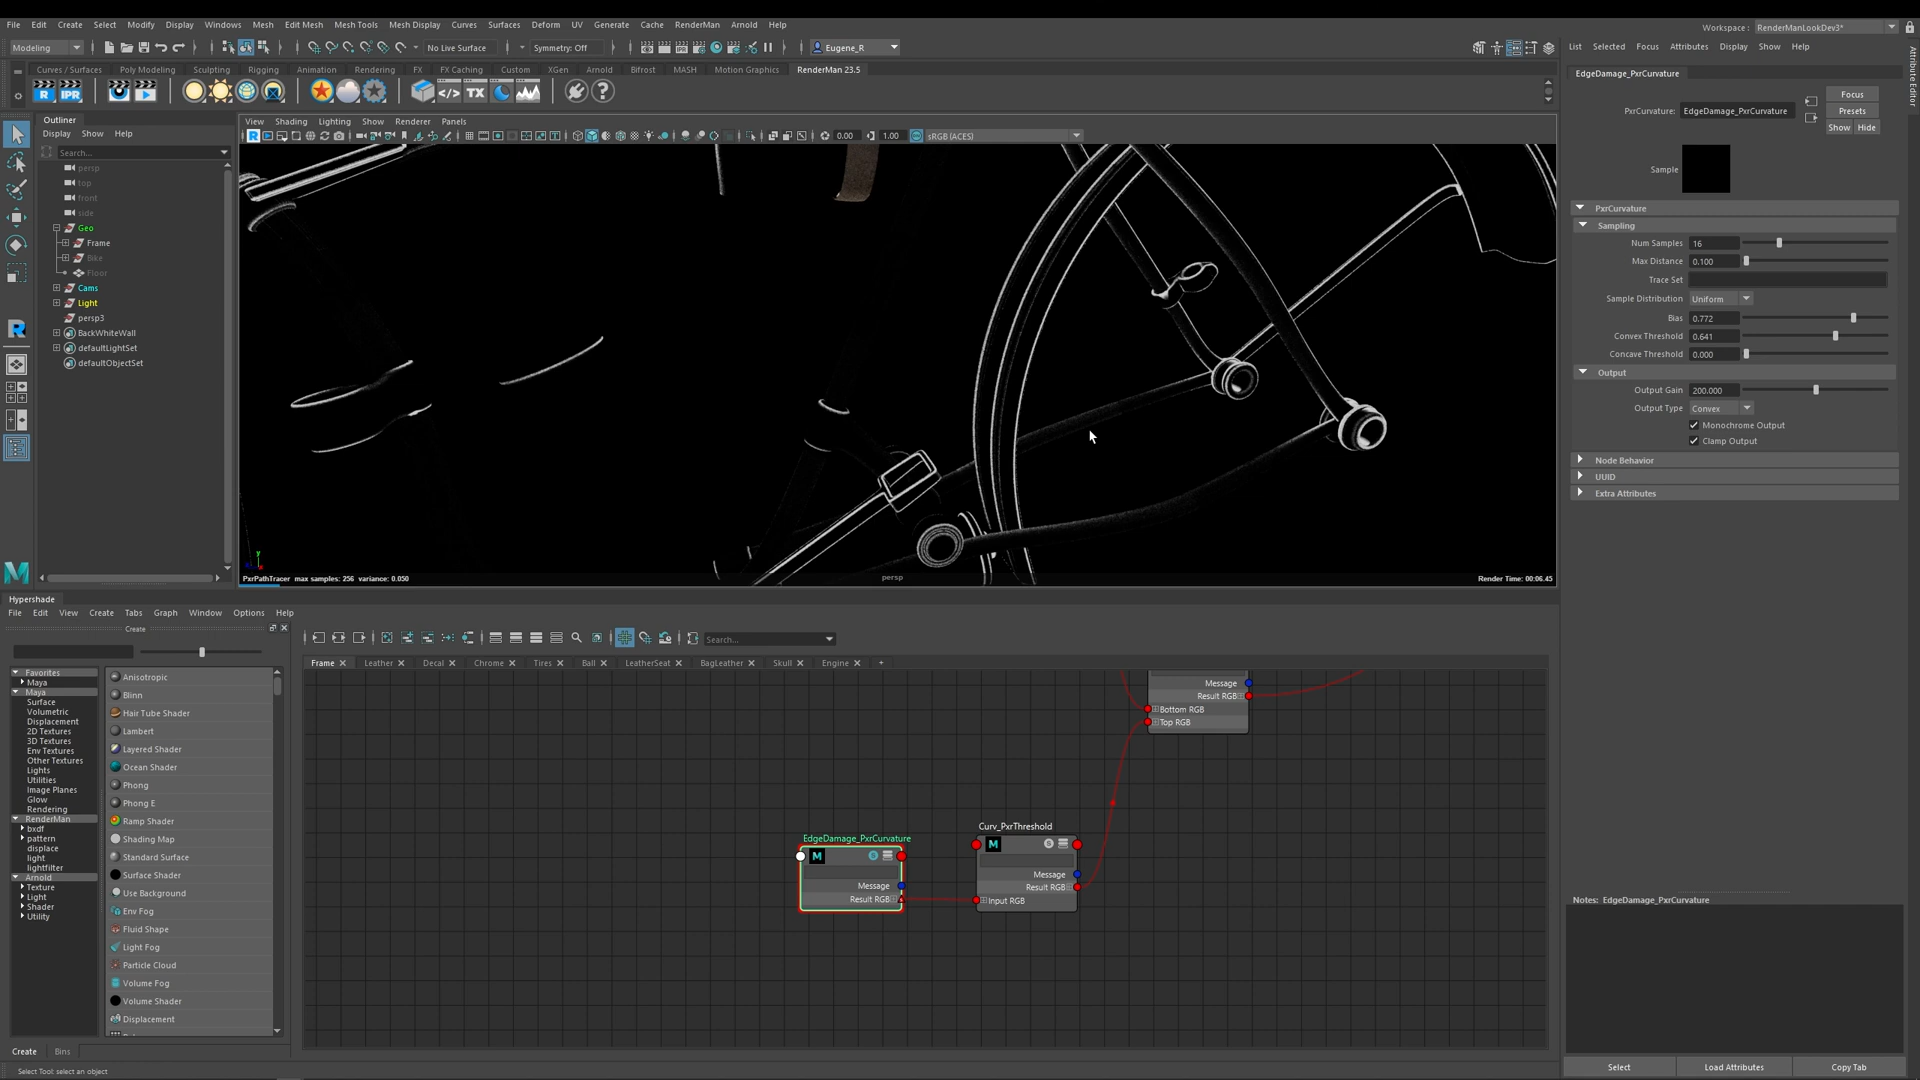 File Edit Create Select Modify Display Windows Mesh Edit Mesh Mesh Tools Mesh Display Curves Surfaces Deform UV Generate Cache RenderMan Arnold Help
Workspace : RenderManLookDev3*
Modeling
No Live Surface
Symmetry: Off
Eugene_R
List Selected Focus Attributes Display Show Help
Curves / Surfaces Poly Modeling Sculpting Rigging Animation Rendering FX FX Caching Custom XGen Arnold Bifrost MASH Motion Graphics RenderMan 23.5
R IPR </> TX ?
Attribute Editor
EdgeDamage_PxrCurvature
Focus
PxrCurvature: EdgeDamage_PxrCurvature
Presets
Show Hide
Sample
PxrCurvature
Sampling
Num Samples 16
Max Distance 0.100
Trace Set
Sample Distribution Uniform
Bias 0.772
Convex Threshold 0.641
Concave Threshold 0.000
Output
Output Gain 200.000
Output Type Convex
Monochrome Output
Clamp Output
Node Behavior
UUID
Extra Attributes
Notes: EdgeDamage_PxrCurvature
Select Load Attributes Copy Tab
Outliner
Display Show Help
Search...
persp
top
front
side
Geo
Frame
Bike
Floor
Cams
Light
persp3
BackWhiteWall
defaultLightSet
defaultObjectSet
View Shading Lighting Show Renderer Panels
0.00 1.00 sRGB (ACES)
y
PxrPathTracer max samples: 256 variance: 0.050
persp
Render Time: 00:06.45
Hypershade
File Edit View Create Tabs Graph Window Options Help
Create
Search...
Frame Leather Decal Chrome Tires Ball LeatherSeat BagLeather Skull Engine +
Favorites
Maya
Maya
Surface
Volumetric
Displacement
2D Textures
3D Textures
Env Textures
Other Textures
Lights
Utilities
Image Planes
Glow
Rendering
RenderMan
bxdf
pattern
displace
light
lightfilter
Arnold
Texture
Light
Shader
Utility
Anisotropic
Blinn
Hair Tube Shader
Lambert
Layered Shader
Ocean Shader
Phong
Phong E
Ramp Shader
Shading Map
Standard Surface
Surface Shader
Use Background
Env Fog
Fluid Shape
Light Fog
Particle Cloud
Volume Fog
Volume Shader
Displacement
Message
Result RGB
Bottom RGB
Top RGB
EdgeDamage_PxrCurvature
M S
Message
Result RGB
Curv_PxrThreshold
M S
Message
Result RGB
Input RGB
Create Bins
Select Tool: select an object